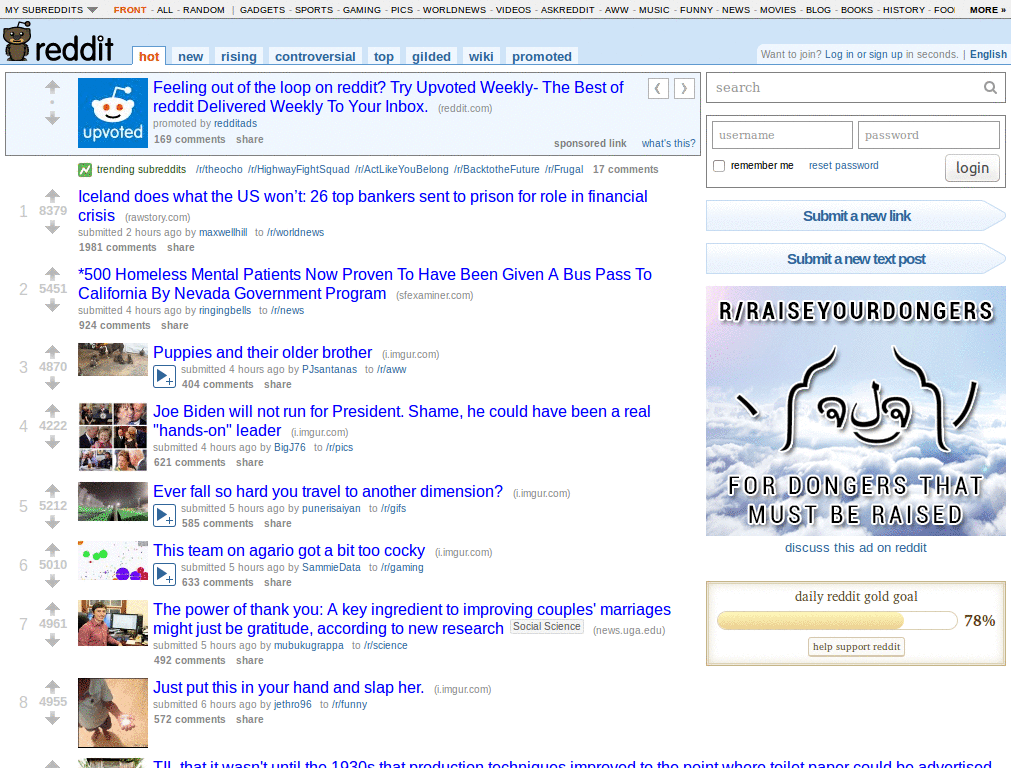 MY SUBREDDITS FRONT - ALL - RANDOM | GADGETS - SPORTS - GAMING - PICS - WORLDNEWS - VIDEOS - ASKREDDIT - AWW - MUSIC - FUNNY - NEWS - MOVIES - BLOG - BOOKS - HISTORY - FOO MORE »
reddit hot new rising controversial top gilded wiki promoted
Want to join? Log in or sign up in seconds. | English
Feeling out of the loop on reddit? Try Upvoted Weekly- The Best of
reddit Delivered Weekly To Your Inbox. (reddit.com)
upvoted
promoted by redditads
169 comments share
sponsored link what's this?
trending subreddits /r/theocho /r/HighwayFightSquad /r/ActLikeYouBelong /r/BacktotheFuture /r/Frugal 17 comments
1 8379
Iceland does what the US won't: 26 top bankers sent to prison for role in financial
crisis (rawstory.com)
submitted 2 hours ago by maxwellhill to /r/worldnews
1981 comments share
2 5451
*500 Homeless Mental Patients Now Proven To Have Been Given A Bus Pass To
California By Nevada Government Program (sfexaminer.com)
submitted 4 hours ago by ringingbells to /r/news
924 comments share
3 4870
Puppies and their older brother (i.imgur.com)
submitted 4 hours ago by PJsantanas to /r/aww
404 comments share
4 4222
Joe Biden will not run for President. Shame, he could have been a real
"hands-on" leader (i.imgur.com)
submitted 4 hours ago by BigJ76 to /r/pics
621 comments share
5 5212
Ever fall so hard you travel to another dimension? (i.imgur.com)
submitted 5 hours ago by punerisaiyan to /r/gifs
585 comments share
6 5010
This team on agario got a bit too cocky (i.imgur.com)
submitted 5 hours ago by SammieData to /r/gaming
633 comments share
7 4961
The power of thank you: A key ingredient to improving couples' marriages
might just be gratitude, according to new research Social Science (news.uga.edu)
submitted 5 hours ago by mubukugrappa to /r/science
492 comments share
8 4955
Just put this in your hand and slap her. (i.imgur.com)
submitted 6 hours ago by jethro96 to /r/funny
572 comments share
TIL that it wasn't until the 1930s that production techniques improved to the point where toilet paper could be advertised
search
username password
remember me reset password login
Submit a new link
Submit a new text post
R/RAISEYOURDONGERS
FOR DONGERS THAT
MUST BE RAISED
discuss this ad on reddit
daily reddit gold goal
78%
help support reddit